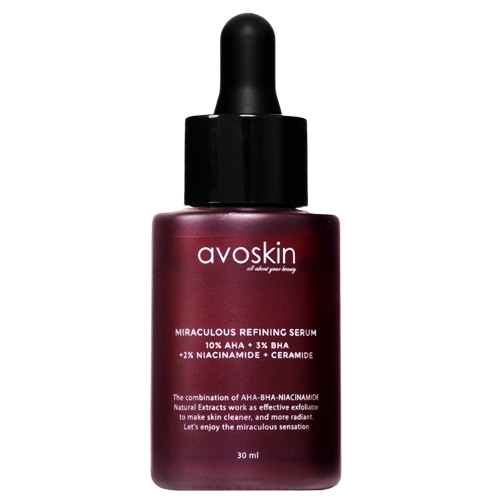 avoskin
all about your beauty
MIRACULOUS REFINING SERUM
10% AHA + 3% BHA
+2% NIACINAMIDE + CERAMIDE
The combination of AHA-BHA-NIACINAMIDE
Natural Extracts work as effective exfoliator
to make skin cleaner, and more radiant.
Let's enjoy the miraculous sensation
30 ml